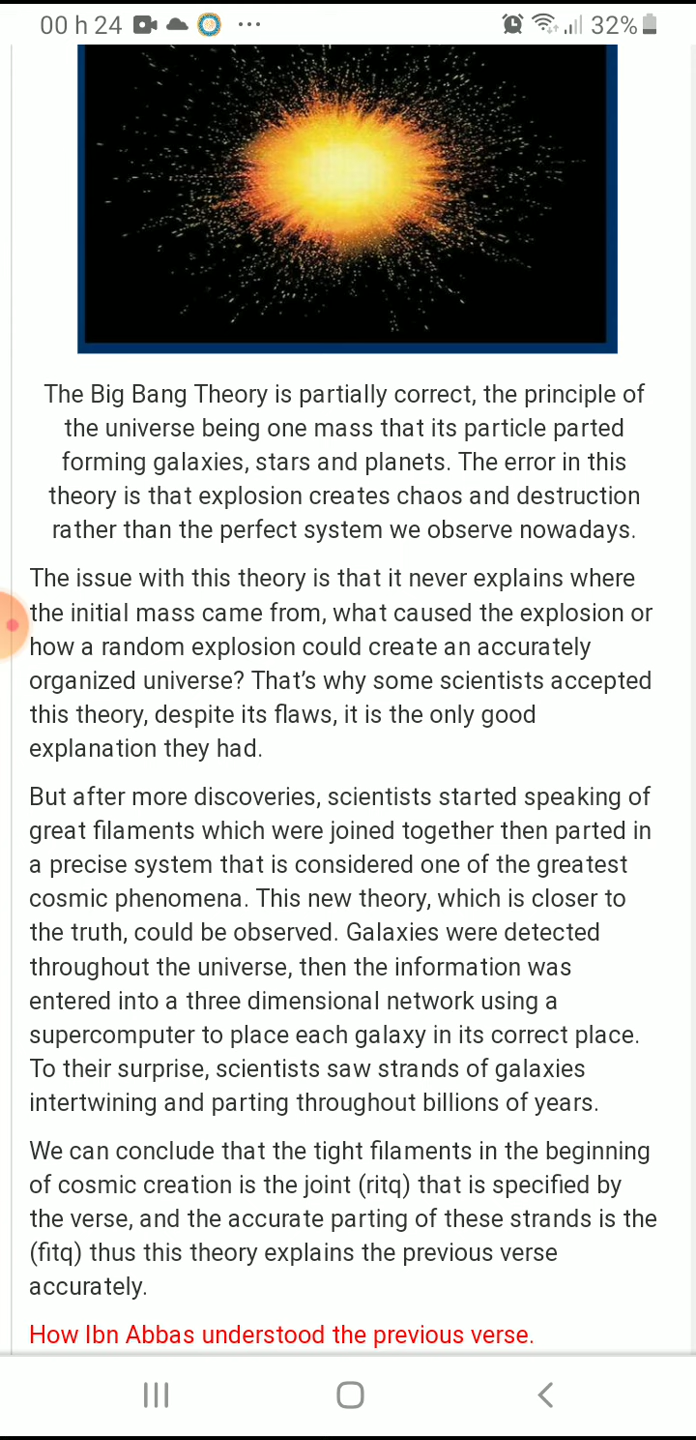 00 h 24
32%
The Big Bang Theory is partially correct, the principle of
the universe being one mass that its particle parted
forming galaxies, stars and planets. The error in this
theory is that explosion creates chaos and destruction
rather than the perfect system we observe nowadays.
The issue with this theory is that it never explains where
the initial mass came from, what caused the explosion or
how a random explosion could create an accurately
organized universe? That's why some scientists accepted
this theory, despite its flaws, it is the only good
explanation they had.
But after more discoveries, scientists started speaking of
great filaments which were joined together then parted in
a precise system that is considered one of the greatest
cosmic phenomena. This new theory, which is closer to
the truth, could be observed. Galaxies were detected
throughout the universe, then the information was
entered into a three dimensional network using a
supercomputer to place each galaxy in its correct place.
To their surprise, scientists saw strands of galaxies
intertwining and parting throughout billions of years.
We can conclude that the tight filaments in the beginning
of cosmic creation is the joint (ritq) that is specified by
the verse, and the accurate parting of these strands is the
(fitq) thus this theory explains the previous verse
accurately.
How Ibn Abbas understood the previous verse.